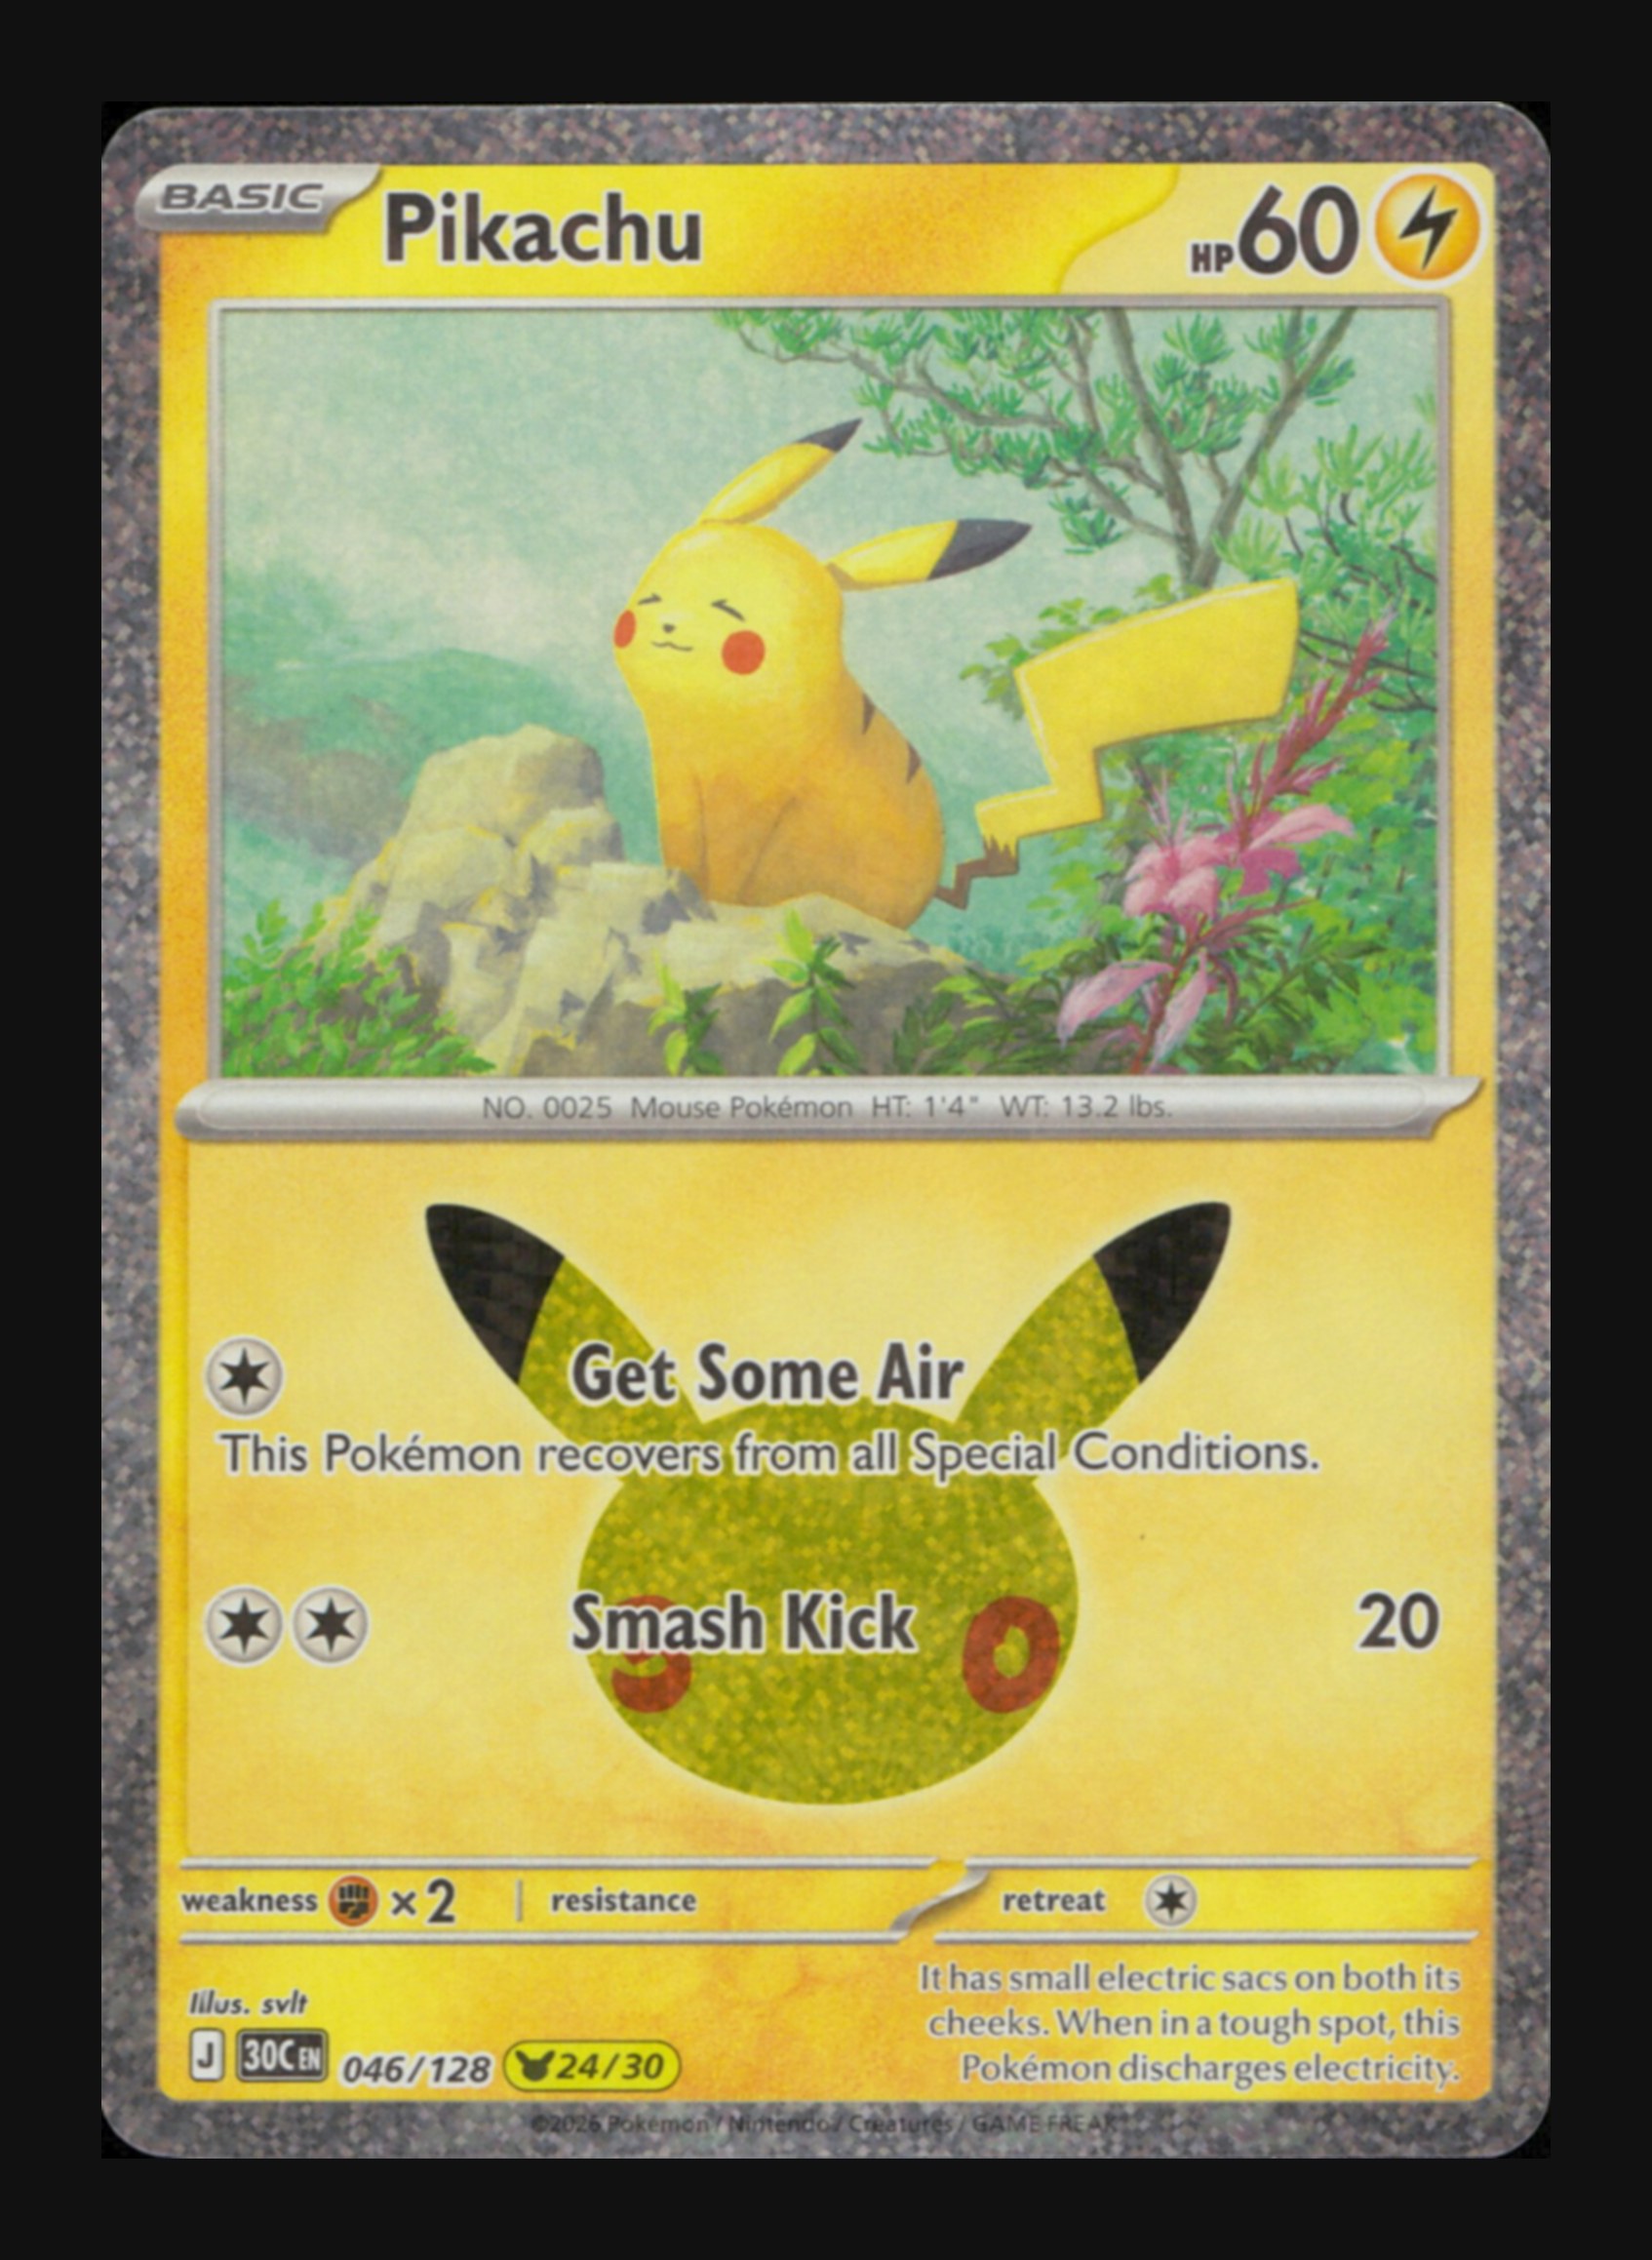 BASIC
Pikachu
HP 60
NO. 0025 Mouse Pokémon HT: 1'4" WT: 13.2 lbs.
Get Some Air
This Pokémon recovers from all Special Conditions.
Smash Kick 20
30
weakness ×2 resistance retreat
It has small electric sacs on both its
cheeks. When in a tough spot, this
Pokémon discharges electricity.
Illus. svlt
J 30C EN 046/128 24/30
©2026 Pokémon / Nintendo / Creatures / GAME FREAK